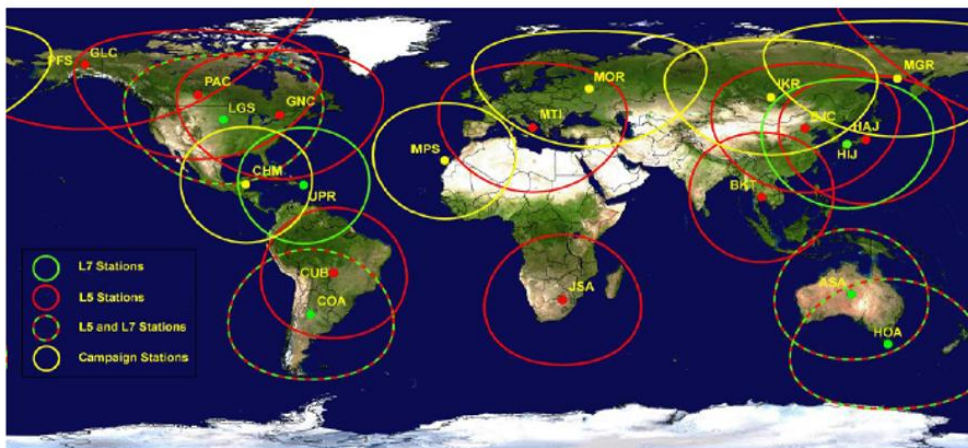 PFS
GLC
PAC
LGS
GNC
MPS
MOR
MTI
IKR
MGR
BJC
HAJ
HIJ
CHM
UPR
BKT
CUB
COA
JSA
ASA
HOA
L7 Stations
L5 Stations
L5 and L7 Stations
Campaign Stations